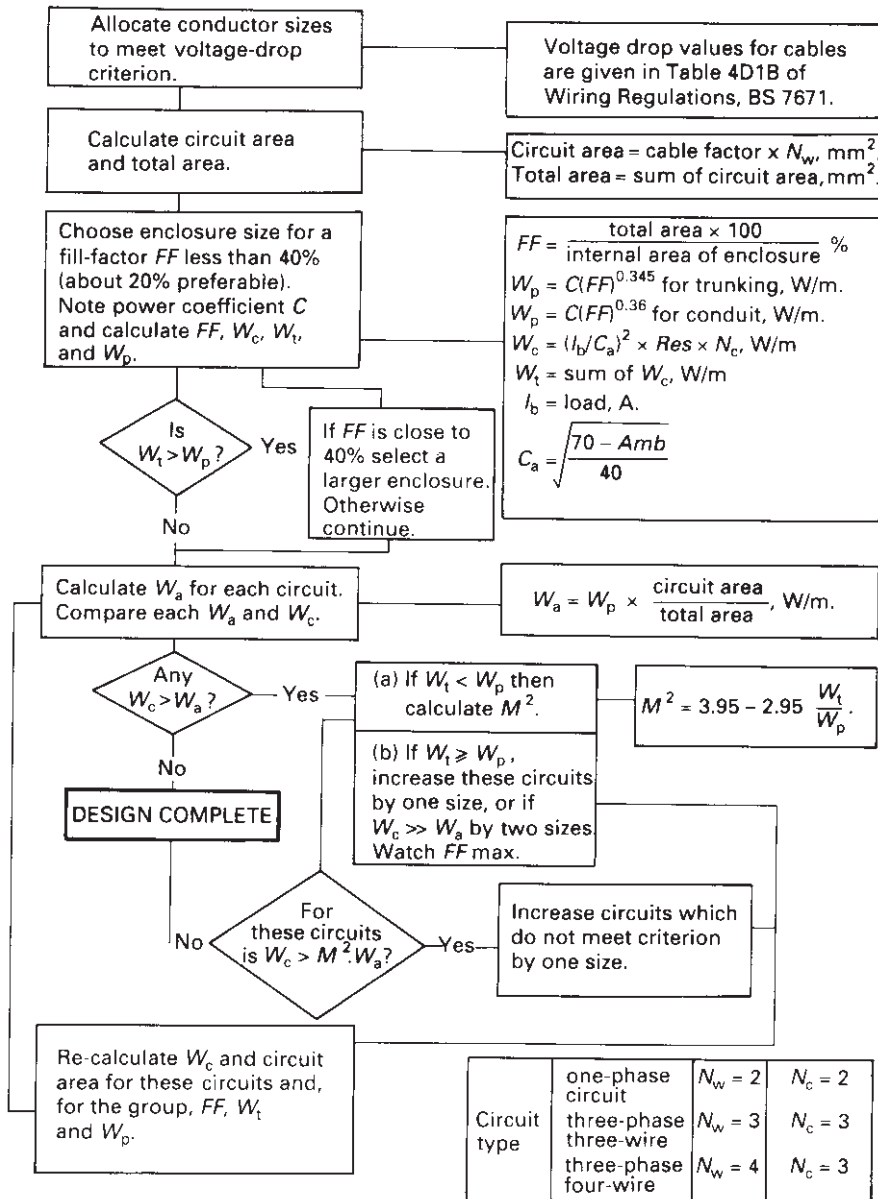 Allocate conductor sizes
to meet voltage-drop
criterion.
Voltage drop values for cables
are given in Table 4D1B of
Wiring Regulations, BS 7671.
Calculate circuit area
and total area.
Circuit area = cable factor x N_w, mm².
Total area = sum of circuit area, mm².
Choose enclosure size for a
fill-factor FF less than 40%
(about 20% preferable).
Note power coefficient C
and calculate FF, W_c, W_t,
and W_p.
FF = total area × 100 / internal area of enclosure %
W_p = C(FF)^0.345 for trunking, W/m.
W_p = C(FF)^0.36 for conduit, W/m.
W_c = (I_b/C_a)² × Res × N_c, W/m
W_t = sum of W_c, W/m
I_b = load, A.
C_a = √((70 – Amb)/40)
Is
W_t > W_p?
Yes
No
If FF is close to
40% select a
larger enclosure.
Otherwise
continue.
Calculate W_a for each circuit.
Compare each W_a and W_c.
W_a = W_p × circuit area / total area, W/m.
Any
W_c > W_a?
Yes
No
(a) If W_t < W_p then
calculate M².
M² = 3.95 – 2.95 W_t/W_p.
(b) If W_t ⩾ W_p,
increase these circuits
by one size, or if
W_c >> W_a by two sizes.
Watch FF max.
DESIGN COMPLETE
For
these circuits
is W_c > M².W_a?
No
Yes
Increase circuits which
do not meet criterion
by one size.
Re-calculate W_c and circuit
area for these circuits and,
for the group, FF, W_t
and W_p.
Circuit
type
one-phase
circuit
N_w = 2
N_c = 2
three-phase
three-wire
N_w = 3
N_c = 3
three-phase
four-wire
N_w = 4
N_c = 3